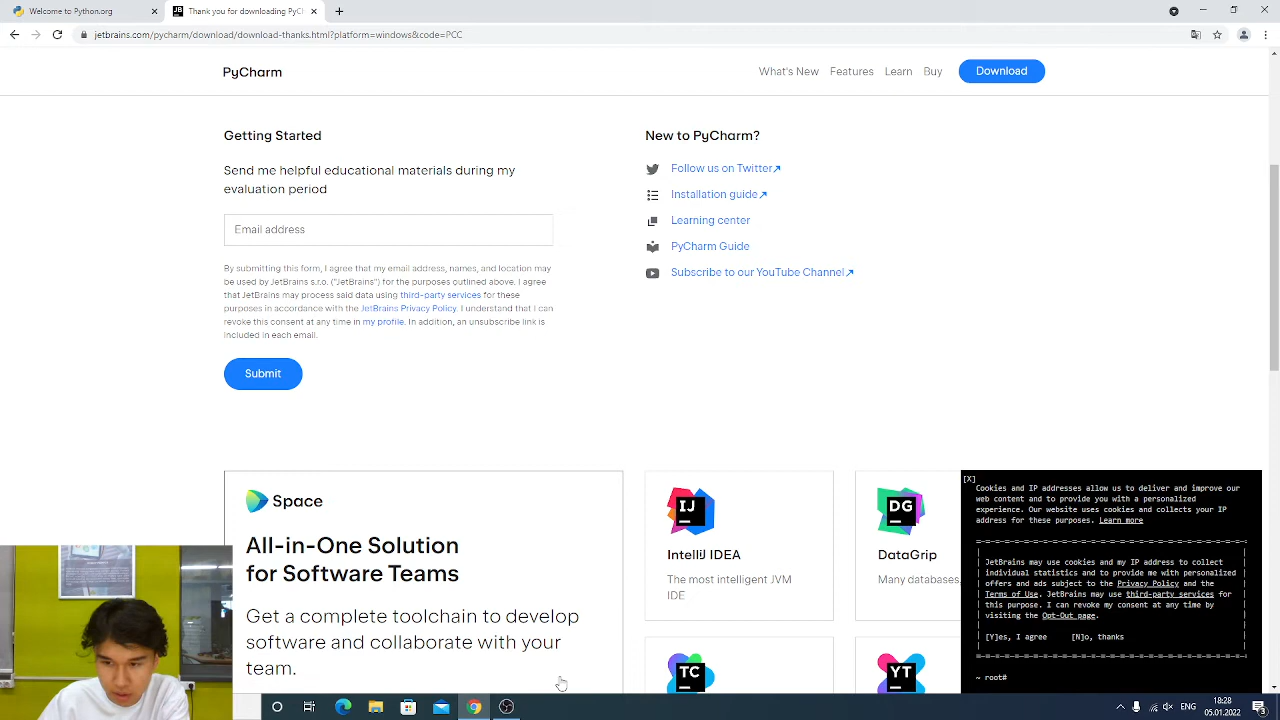 Welcome to Python.org
JB
Thank you for downloading PyC
jetbrains.com/pycharm/download/download-thanks.html?platform=windows&code=PCC
PyCharm
What's New
Features
Learn
Buy
Download
Getting Started
Send me helpful educational materials during my
evaluation period
Email address
By submitting this form, I agree that my email address, names, and location may
be used by JetBrains s.r.o. ("JetBrains") for the purposes outlined above. I agree
that JetBrains may process said data using third-party services for these
purposes in accordance with the JetBrains Privacy Policy. I understand that I can
revoke this consent at any time in my profile. In addition, an unsubscribe link is
included in each email.
Submit
New to PyCharm?
Follow us on Twitter↗
Installation guide↗
Learning center
PyCharm Guide
Subscribe to our YouTube Channel↗
Space
All-in-One Solution
for Software Teams
Get a complete toolchain to develop
software and collaborate with your
team.
IJ
IntelliJ IDEA
The most intelligent JVM
IDE
DG
DataGrip
Many databases,
TC
YT
[X]
Cookies and IP addresses allow us to deliver and improve our
web content and to provide you with a personalized
experience. Our website uses cookies and collects your IP
address for these purposes. Learn more
JetBrains may use cookies and my IP address to collect
individual statistics and to provide me with personalized
offers and ads subject to the Privacy Policy and the
Terms of Use. JetBrains may use third-party services for
this purpose. I can revoke my consent at any time by
visiting the Opt-Out page.
[Y]es, I agree [N]o, thanks
~ root#
ENG
18:28
05.01.2022